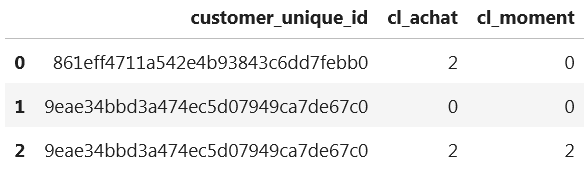 customer_unique_id cl_achat cl_moment
0 861eff4711a542e4b93843c6dd7febb0 2 0
1 9eae34bbd3a474ec5d07949ca7de67c0 0 0
2 9eae34bbd3a474ec5d07949ca7de67c0 2 2